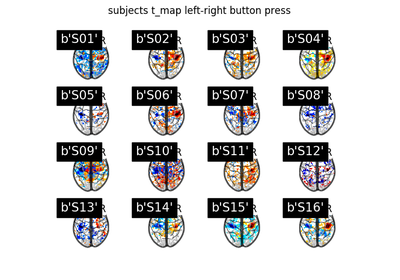 subjects t_map left-right button press
b'S01' R b'S02' R b'S03' R b'S04' R
b'S05' R b'S06' R b'S07' R b'S08' R
b'S09' R b'S10' R b'S11' R b'S12' R
b'S13' R b'S14' R b'S15' R b'S16' R